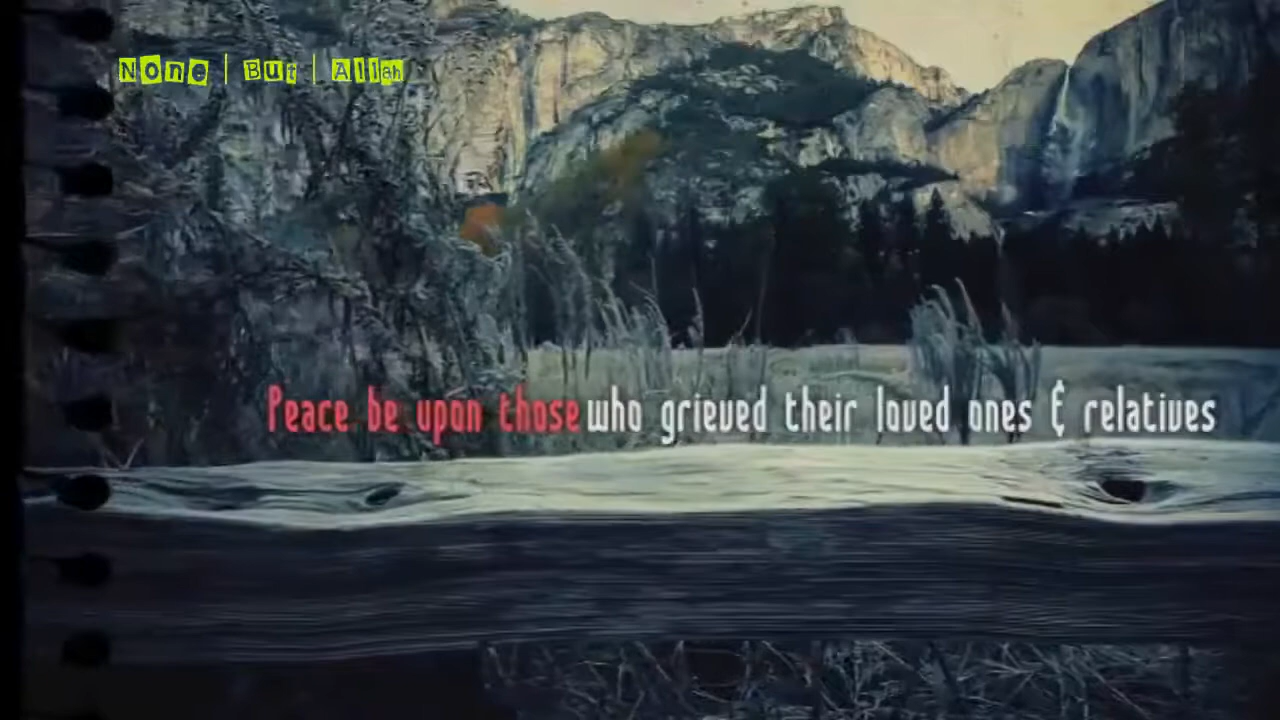 None | But | Allah
Peace be upon those who grieved their loved ones & relatives